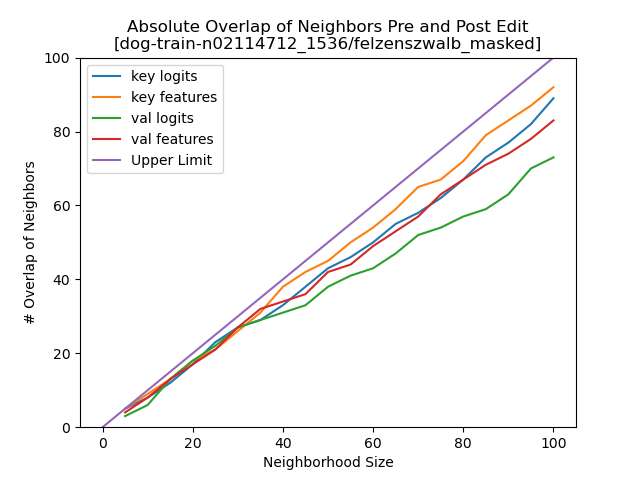 Absolute Overlap of Neighbors Pre and Post Edit
[dog-train-n02114712_1536/felzenszwalb_masked]
key logits
key features
val logits
val features
Upper Limit
100
80
60
40
20
0
# Overlap of Neighbors
0 20 40 60 80 100
Neighborhood Size